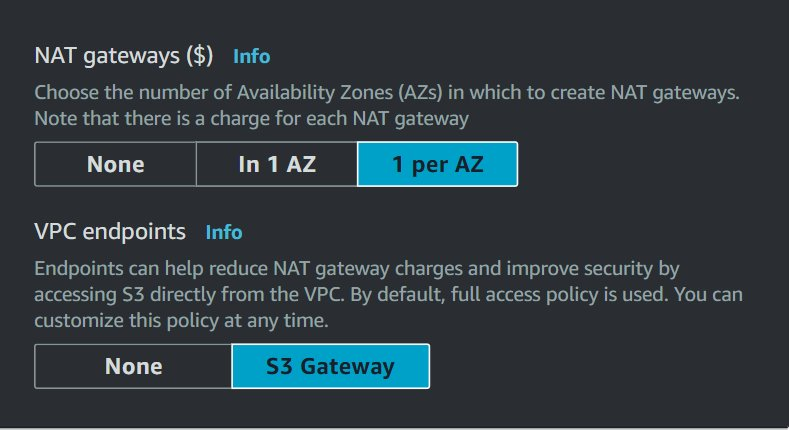 NAT gateways ($) Info
Choose the number of Availability Zones (AZs) in which to create NAT gateways.
Note that there is a charge for each NAT gateway
None In 1 AZ 1 per AZ
VPC endpoints Info
Endpoints can help reduce NAT gateway charges and improve security by
accessing S3 directly from the VPC. By default, full access policy is used. You can
customize this policy at any time.
None S3 Gateway